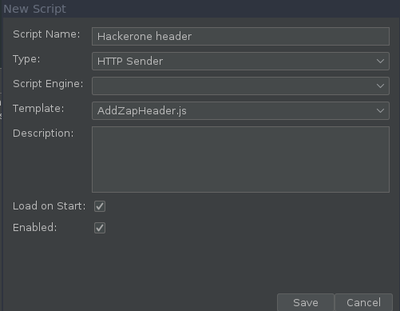 New Script
Script Name: Hackerone header
Type: HTTP Sender
Script Engine:
Template: AddZapHeader.js
Description:
Load on Start:
Enabled:
Save Cancel